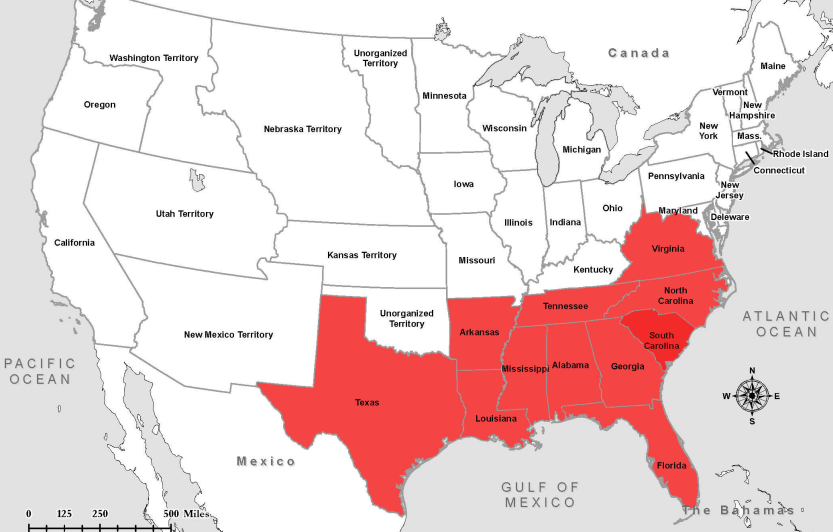 Canada
Washington Territory
Unorganized
Territory
Maine
Oregon
Minnesota
Vermont
New
Hampshire
Nebraska Territory
Wisconsin
New
York
Mass.
Michigan
Rhode Island
Connecticut
Pennsylvania
Iowa
New
Jersey
Utah Territory
Ohio
Maryland
Deleware
Illinois
Indiana
California
Kansas Territory
Missouri
Kentucky
Virginia
North
Carolina
Tennessee
Unorganized
Territory
New Mexico Territory
Arkansas
South
Carolina
ATLANTIC
OCEAN
PACIFIC
OCEAN
Mississippi
Alabama
Georgia
N
W
E
S
Texas
Louisiana
Mexico
Florida
GULF OF
MEXICO
The Bahamas
0 125 250 500 Miles